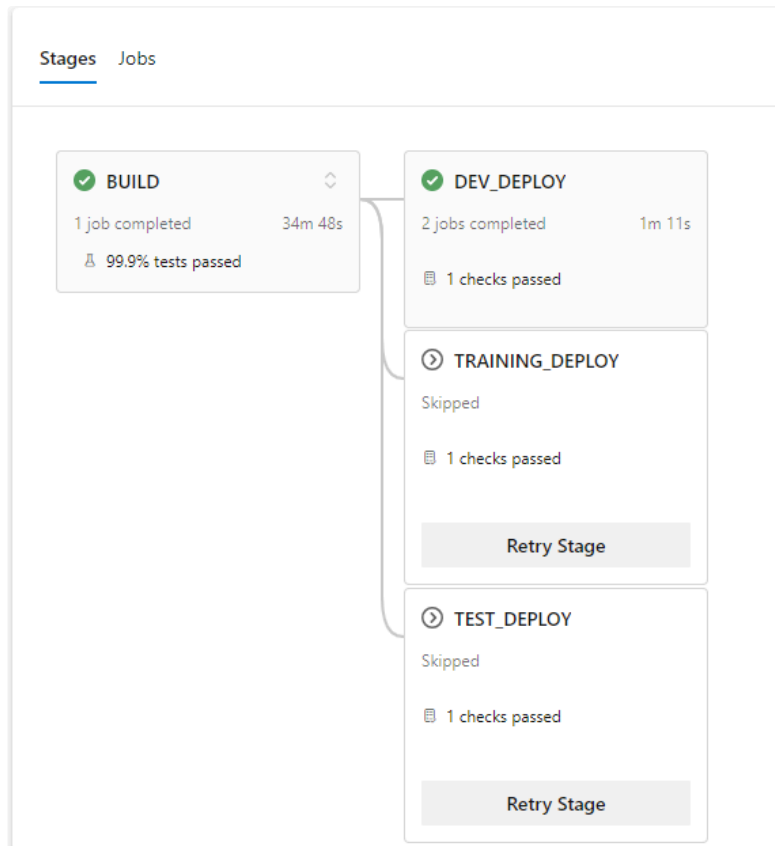 Stages Jobs
BUILD
1 job completed 34m 48s
99.9% tests passed
DEV_DEPLOY
2 jobs completed 1m 11s
1 checks passed
TRAINING_DEPLOY
Skipped
1 checks passed
Retry Stage
TEST_DEPLOY
Skipped
1 checks passed
Retry Stage